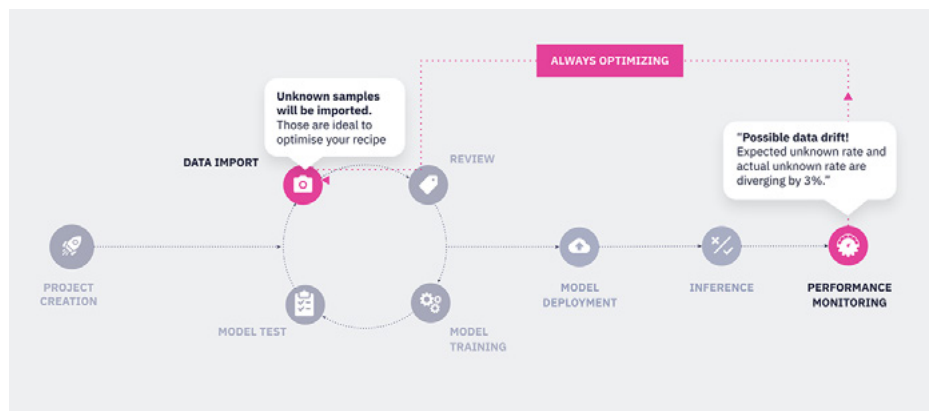 ALWAYS OPTIMIZING
Unknown samples
will be imported.
Those are ideal to
optimise your recipe
"Possible data drift!
Expected unknown rate and
actual unknown rate are
diverging by 3%."
DATA IMPORT
REVIEW
PROJECT
CREATION
MODEL TEST
MODEL
TRAINING
MODEL
DEPLOYMENT
INFERENCE
PERFORMANCE
MONITORING